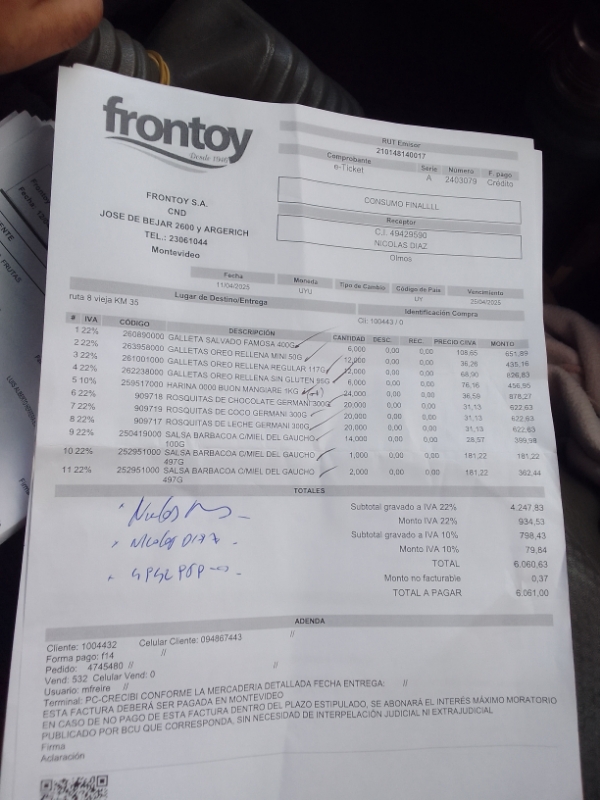 frontoy
Desde 1946
RUT Emisor
210148140017
Comprobante Serie Número F. pago
e-Ticket A 2403079 Crédito
CONSUMO FINALLLL
Receptor
C.I. 49429590
NICOLAS DIAZ
Olmos
FRONTOY S.A.
CND
JOSE DE BEJAR 2600 y ARGERICH
TEL.: 23061044
Montevideo
Fecha Moneda Tipo de Cambio Código de País Vencimiento
11/04/2025 UYU UY 25/04/2025
Lugar de Destino/Entrega Identificación Compra
ruta 8 vieja KM 35 Cli: 100443 / 0
# IVA CÓDIGO DESCRIPCIÓN CANTIDAD DESC. REC. PRECIO C/IVA MONTO
1 22% 260890000 GALLETA SALVADO FAMOSA 400G 6,000 0,00 0,00 108,65 651,89
2 22% 263958000 GALLETAS OREO RELLENA MINI 50G 12,000 0,00 0,00 36,26 435,16
3 22% 261001000 GALLETAS OREO RELLENA REGULAR 117G 12,000 0,00 0,00 68,90 826,83
4 22% 262238000 GALLETAS OREO RELLENA SIN GLUTEN 95G 6,000 0,00 0,00 76,16 456,95
5 10% 259517000 HARINA 0000 BUON MANGIARE 1KG 24,000 0,00 0,00 36,59 878,27
6 22% 909718 ROSQUITAS DE CHOCOLATE GERMANI 300G 20,000 0,00 0,00 31,13 622,63
7 22% 909719 ROSQUITAS DE COCO GERMANI 300G 20,000 0,00 0,00 31,13 622,63
8 22% 909717 ROSQUITAS DE LECHE GERMANI 300G 20,000 0,00 0,00 31,13 622,63
9 22% 250419000 SALSA BARBACOA C/MIEL DEL GAUCHO 14,000 0,00 0,00 28,57 399,98
100G
10 22% 252951000 SALSA BARBACOA C/MIEL DEL GAUCHO 1,000 0,00 0,00 181,22 181,22
497G
11 22% 252951000 SALSA BARBACOA C/MIEL DEL GAUCHO 2,000 0,00 0,00 181,22 362,44
497G
TOTALES
Subtotal gravado a IVA 22% 4 247,83
Monto IVA 22% 934,53
Subtotal gravado a IVA 10% 798,43
Monto IVA 10% 79,84
TOTAL 6.060,63
Monto no facturable 0,37
TOTAL A PAGAR 6.061,00
Nicolas DIAZ
ADENDA
Cliente: 1004432 Celular Cliente: 094867443 //
Forma pago: f14 //
Pedido: 4745480 // //
Vend: 532 Celular Vend: 0
Usuario: mfreire //
Terminal: PC-CRECIBI CONFORME LA MERCADERIA DETALLADA FECHA ENTREGA: //
ESTA FACTURA DEBERÁ SER PAGADA EN MONTEVIDEO
EN CASO DE NO PAGO DE ESTA FACTURA DENTRO DEL PLAZO ESTIPULADO, SE ABONARÁ EL INTERÉS MÁXIMO MORATORIO
PUBLICADO POR BCU QUE CORRESPONDA, SIN NECESIDAD DE INTERPELACIÓN JUDICIAL NI EXTRAJUDICIAL
Firma
Aclaración